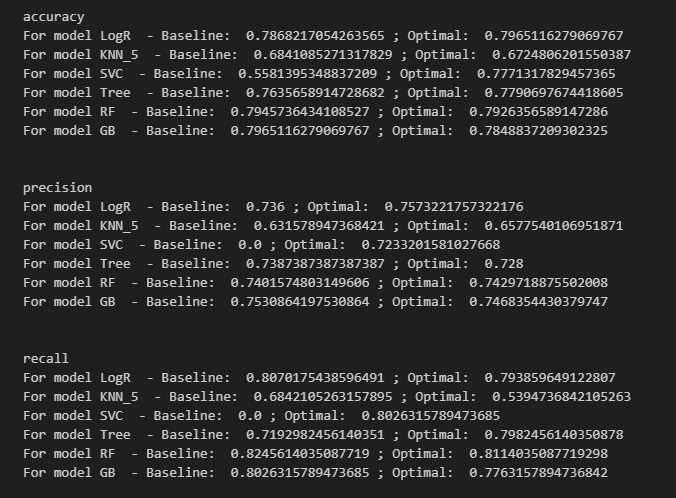 accuracy
For model LogR  - Baseline:  0.7868217054263565 ; Optimal:  0.7965116279069767
For model KNN_5  - Baseline:  0.6841085271317829 ; Optimal:  0.6724806201550387
For model SVC  - Baseline:  0.5581395348837209 ; Optimal:  0.7771317829457365
For model Tree  - Baseline:  0.7635658914728682 ; Optimal:  0.7790697674418605
For model RF  - Baseline:  0.7945736434108527 ; Optimal:  0.7926356589147286
For model GB  - Baseline:  0.7965116279069767 ; Optimal:  0.7848837209302325
precision
For model LogR  - Baseline:  0.736 ; Optimal:  0.7573221757322176
For model KNN_5  - Baseline:  0.631578947368421 ; Optimal:  0.6577540106951871
For model SVC  - Baseline:  0.0 ; Optimal:  0.7233201581027668
For model Tree  - Baseline:  0.7387387387387387 ; Optimal:  0.728
For model RF  - Baseline:  0.7401574803149606 ; Optimal:  0.7429718875502008
For model GB  - Baseline:  0.7530864197530864 ; Optimal:  0.7468354430379747
recall
For model LogR  - Baseline:  0.8070175438596491 ; Optimal:  0.793859649122807
For model KNN_5  - Baseline:  0.6842105263157895 ; Optimal:  0.5394736842105263
For model SVC  - Baseline:  0.0 ; Optimal:  0.8026315789473685
For model Tree  - Baseline:  0.7192982456140351 ; Optimal:  0.7982456140350878
For model RF  - Baseline:  0.8245614035087719 ; Optimal:  0.8114035087719298
For model GB  - Baseline:  0.8026315789473685 ; Optimal:  0.7763157894736842